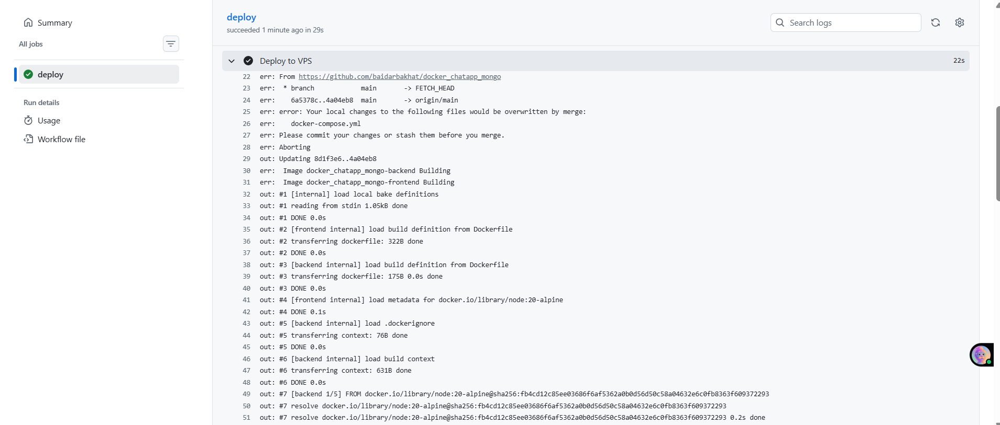 Summary
All jobs
deploy
Run details
Usage
Workflow file
deploy
succeeded 1 minute ago in 29s
Search logs
Deploy to VPS
22s
22 err: From https://github.com/baidarbakhat/docker_chatapp_mongo
23 err:  * branch            main       -> FETCH_HEAD
24 err:    6a5378c..4a04eb8  main       -> origin/main
25 err: error: Your local changes to the following files would be overwritten by merge:
26 err:    docker-compose.yml
27 err: Please commit your changes or stash them before you merge.
28 err: Aborting
29 out: Updating 8d1f3e6..4a04eb8
30 err:  Image docker_chatapp_mongo-backend Building
31 err:  Image docker_chatapp_mongo-frontend Building
32 out: #1 [internal] load local bake definitions
33 out: #1 reading from stdin 1.05kB done
34 out: #1 DONE 0.0s
35 out: #2 [frontend internal] load build definition from Dockerfile
36 out: #2 transferring dockerfile: 322B done
37 out: #2 DONE 0.0s
38 out: #3 [backend internal] load build definition from Dockerfile
39 out: #3 transferring dockerfile: 175B 0.0s done
40 out: #3 DONE 0.0s
41 out: #4 [frontend internal] load metadata for docker.io/library/node:20-alpine
42 out: #4 DONE 0.1s
43 out: #5 [backend internal] load .dockerignore
44 out: #5 transferring context: 76B done
45 out: #5 DONE 0.0s
46 out: #6 [backend internal] load build context
47 out: #6 transferring context: 631B done
48 out: #6 DONE 0.0s
49 out: #7 [backend 1/5] FROM docker.io/library/node:20-alpine@sha256:fb4cd12c85ee03686f6af5362a0b0d56d50c58a04632e6c0fb8363f609372293
50 out: #7 resolve docker.io/library/node:20-alpine@sha256:fb4cd12c85ee03686f6af5362a0b0d56d50c58a04632e6c0fb8363f609372293
51 out: #7 resolve docker.io/library/node:20-alpine@sha256:fb4cd12c85ee03686f6af5362a0b0d56d50c58a04632e6c0fb8363f609372293 0.2s done